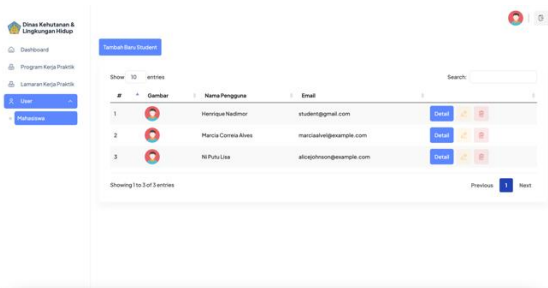 Dinas Kehutanan &
Lingkungan Hidup
Dashboard
Program Kerja Praktik
Lamaran Kerja Praktik
User
Mahasiswa
Tambah Baru Student
Show 10 entries
Search:
# Gambar Nama Pengguna Email
1 Henrique Nadimor student@gmail.com Detail
2 Marcia Correia Alves marciaalvel@example.com Detail
3 Ni Putu Lisa alicejohnson@example.com Detail
Showing 1 to 3 of 3 entries
Previous 1 Next